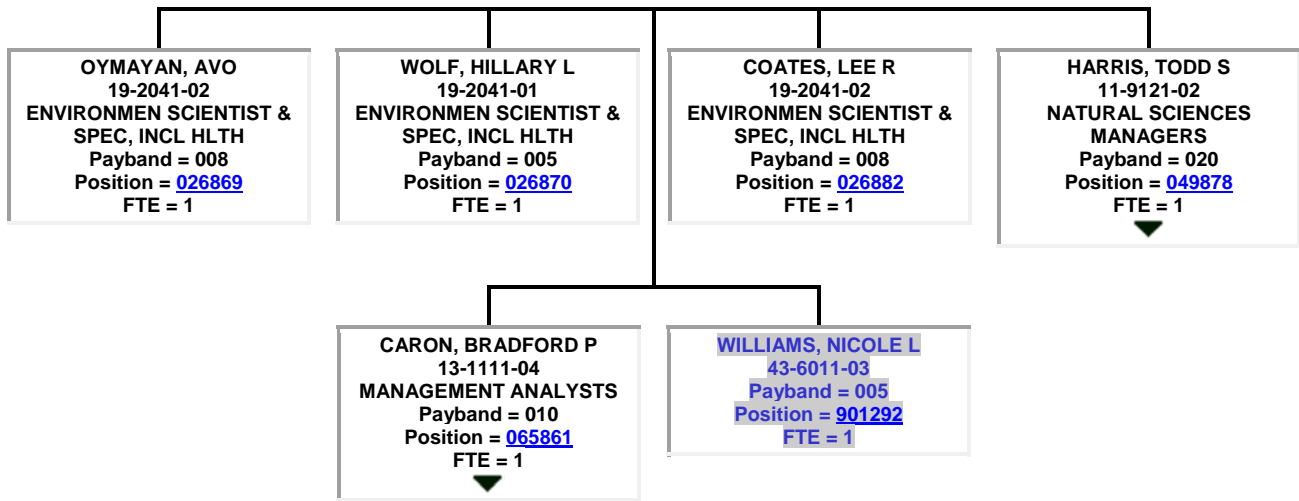 OYMAYAN, AVO
19-2041-02
ENVIRONMEN SCIENTIST &
SPEC, INCL HLTH
Payband = 008
Position = 026869
FTE = 1
WOLF, HILLARY L
19-2041-01
ENVIRONMEN SCIENTIST &
SPEC, INCL HLTH
Payband = 005
Position = 026870
FTE = 1
COATES, LEE R
19-2041-02
ENVIRONMEN SCIENTIST &
SPEC, INCL HLTH
Payband = 008
Position = 026882
FTE = 1
HARRIS, TODD S
11-9121-02
NATURAL SCIENCES
MANAGERS
Payband = 020
Position = 049878
FTE = 1
CARON, BRADFORD P
13-1111-04
MANAGEMENT ANALYSTS
Payband = 010
Position = 065861
FTE = 1
WILLIAMS, NICOLE L
43-6011-03
Payband = 005
Position = 901292
FTE = 1